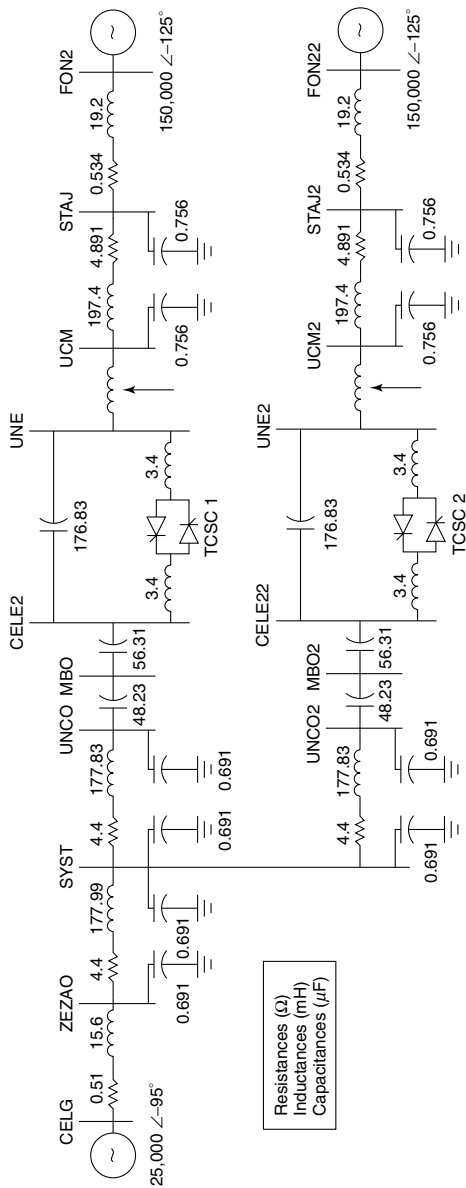 CELG
25,000 ∠–95°
0.51
15.6
ZEZAO
4.4
177.99
0.691
0.691
SYST
4.4
177.83
0.691
0.691
UNCO
48.23
MBO
56.31
CELE2
176.83
3.4
TCSC 1
3.4
UNE
UCM
197.4
4.891
0.756
0.756
STAJ
0.534
19.2
FON2
150,000 ∠–125°
4.4
177.83
0.691
0.691
UNCO2
48.23
MBO2
56.31
CELE22
176.83
3.4
TCSC 2
3.4
UNE2
UCM2
197.4
4.891
0.756
0.756
STAJ2
0.534
19.2
FON22
150,000 ∠–125°
Resistances (Ω)
Inductances (mH)
Capacitances (μF)
~
~
~